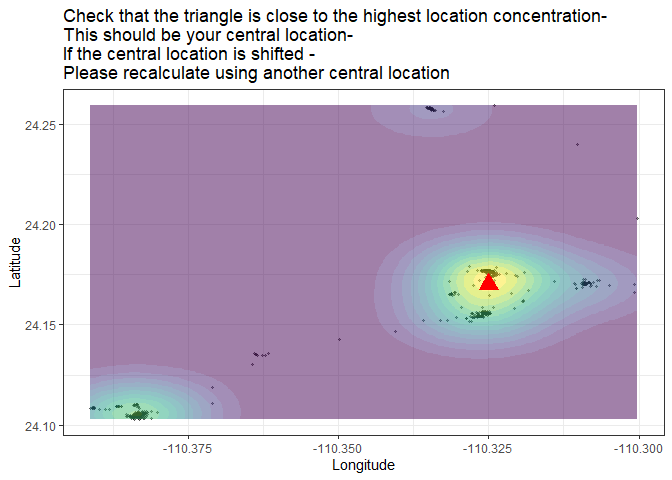 Check that the triangle is close to the highest location concentration-
This should be your central location-
If the central location is shifted -
Please recalculate using another central location
24.25
24.20
24.15
24.10
Latitude
-110.375
-110.350
-110.325
-110.300
Longitude